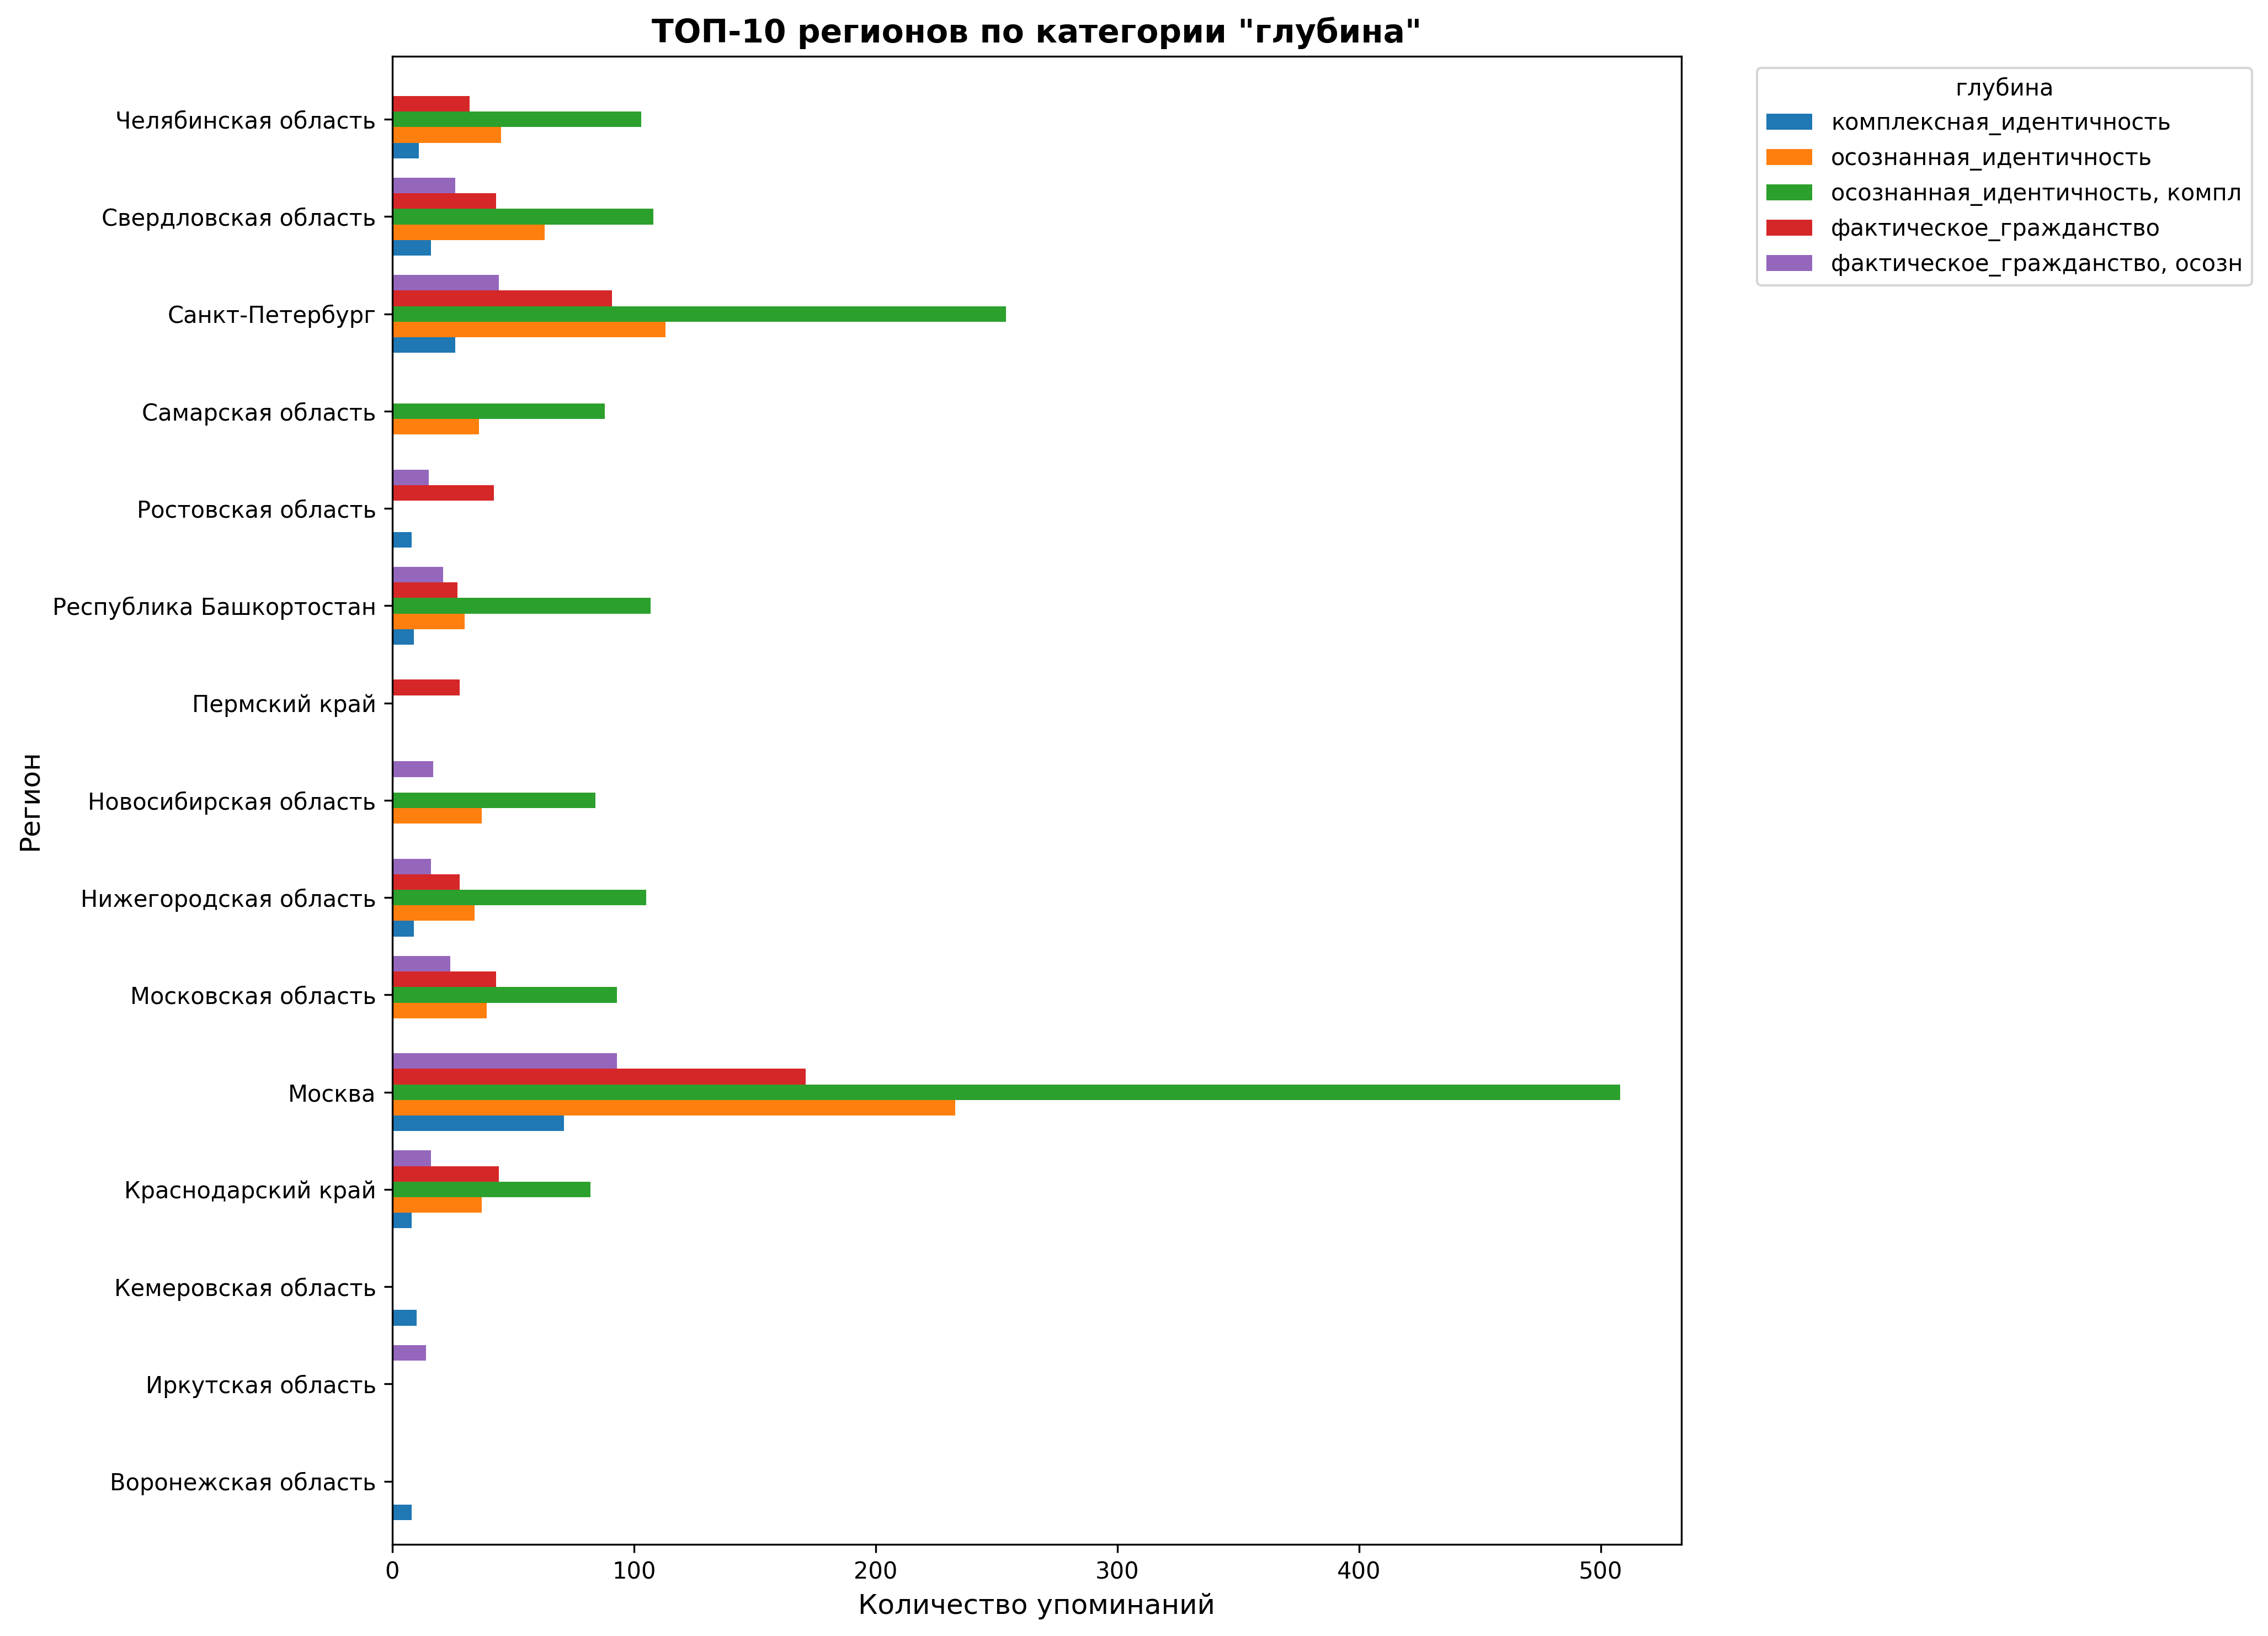 ТОП-10 регионов по категории "глубина"
глубина
комплексная_идентичность
осознанная_идентичность
осознанная_идентичность, компл
фактическое_гражданство
фактическое_гражданство, осозн
Регион
Челябинская область
Свердловская область
Санкт-Петербург
Самарская область
Ростовская область
Республика Башкортостан
Пермский край
Новосибирская область
Нижегородская область
Московская область
Москва
Краснодарский край
Кемеровская область
Иркутская область
Воронежская область
0 100 200 300 400 500
Количество упоминаний